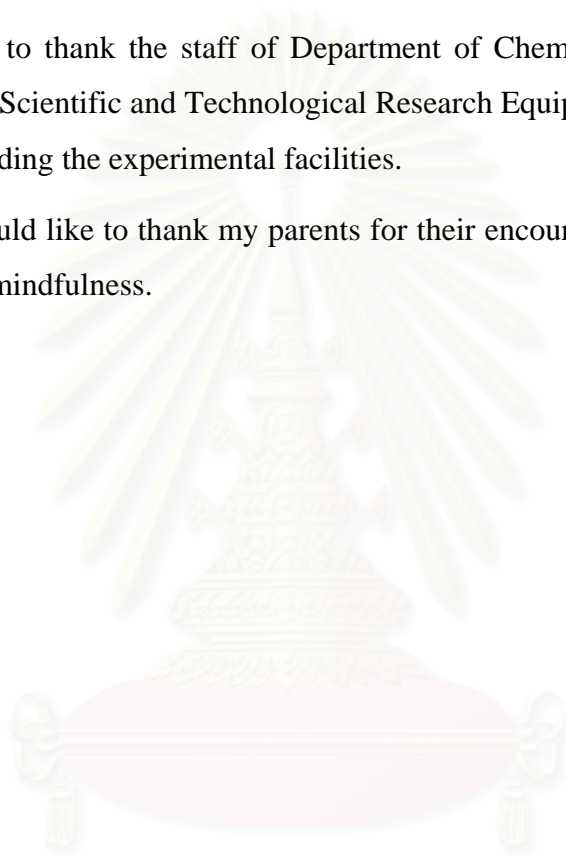 to thank the staff of Department of Chem
Scientific and Technological Research Equip
ding the experimental facilities.
uld like to thank my parents for their encour
mindfulness.